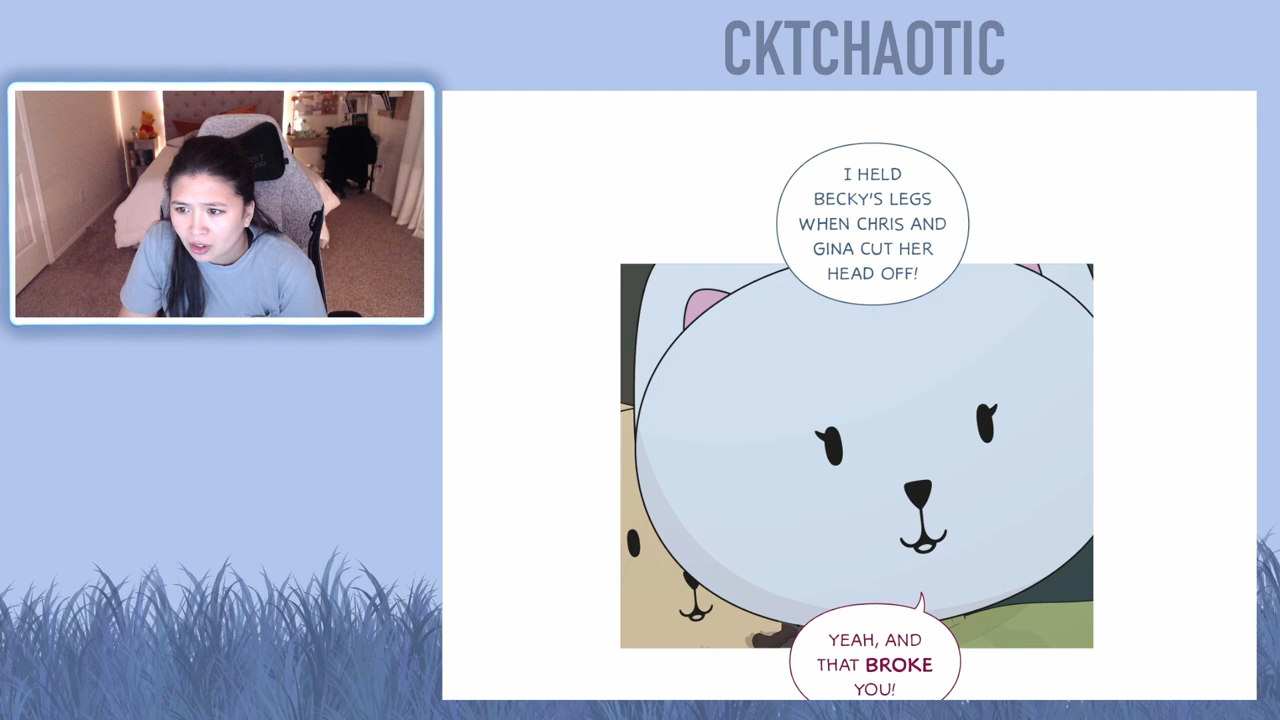 CKTCHAOTIC
I HELD
BECKY'S LEGS
WHEN CHRIS AND
GINA CUT HER
HEAD OFF!
YEAH, AND
THAT BROKE
YOU!